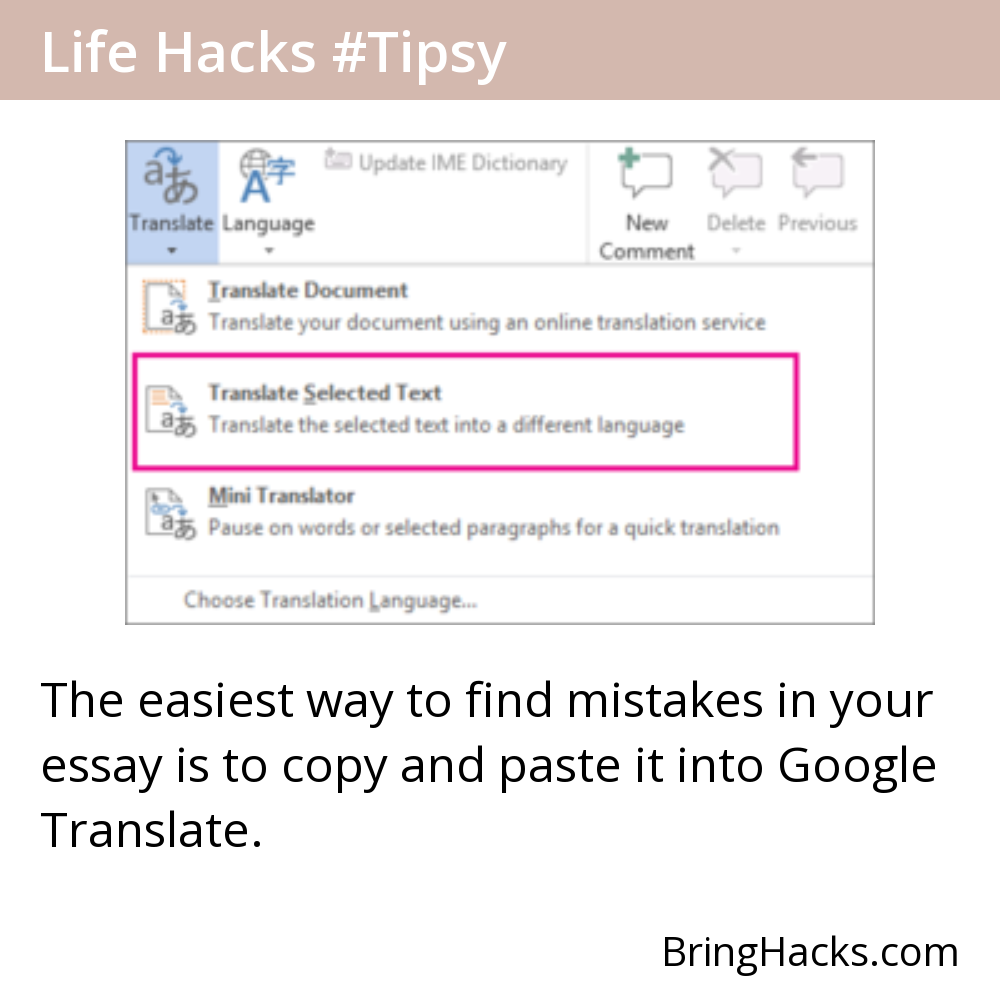 Life Hacks #Tipsy
Update IME Dictionary
Translate Language New Comment Delete Previous
Translate Document
Translate your document using an online translation service
Translate Selected Text
Translate the selected text into a different language
Mini Translator
Pause on words or selected paragraphs for a quick translation
Choose Translation Language...
The easiest way to find mistakes in your
essay is to copy and paste it into Google
Translate.
BringHacks.com